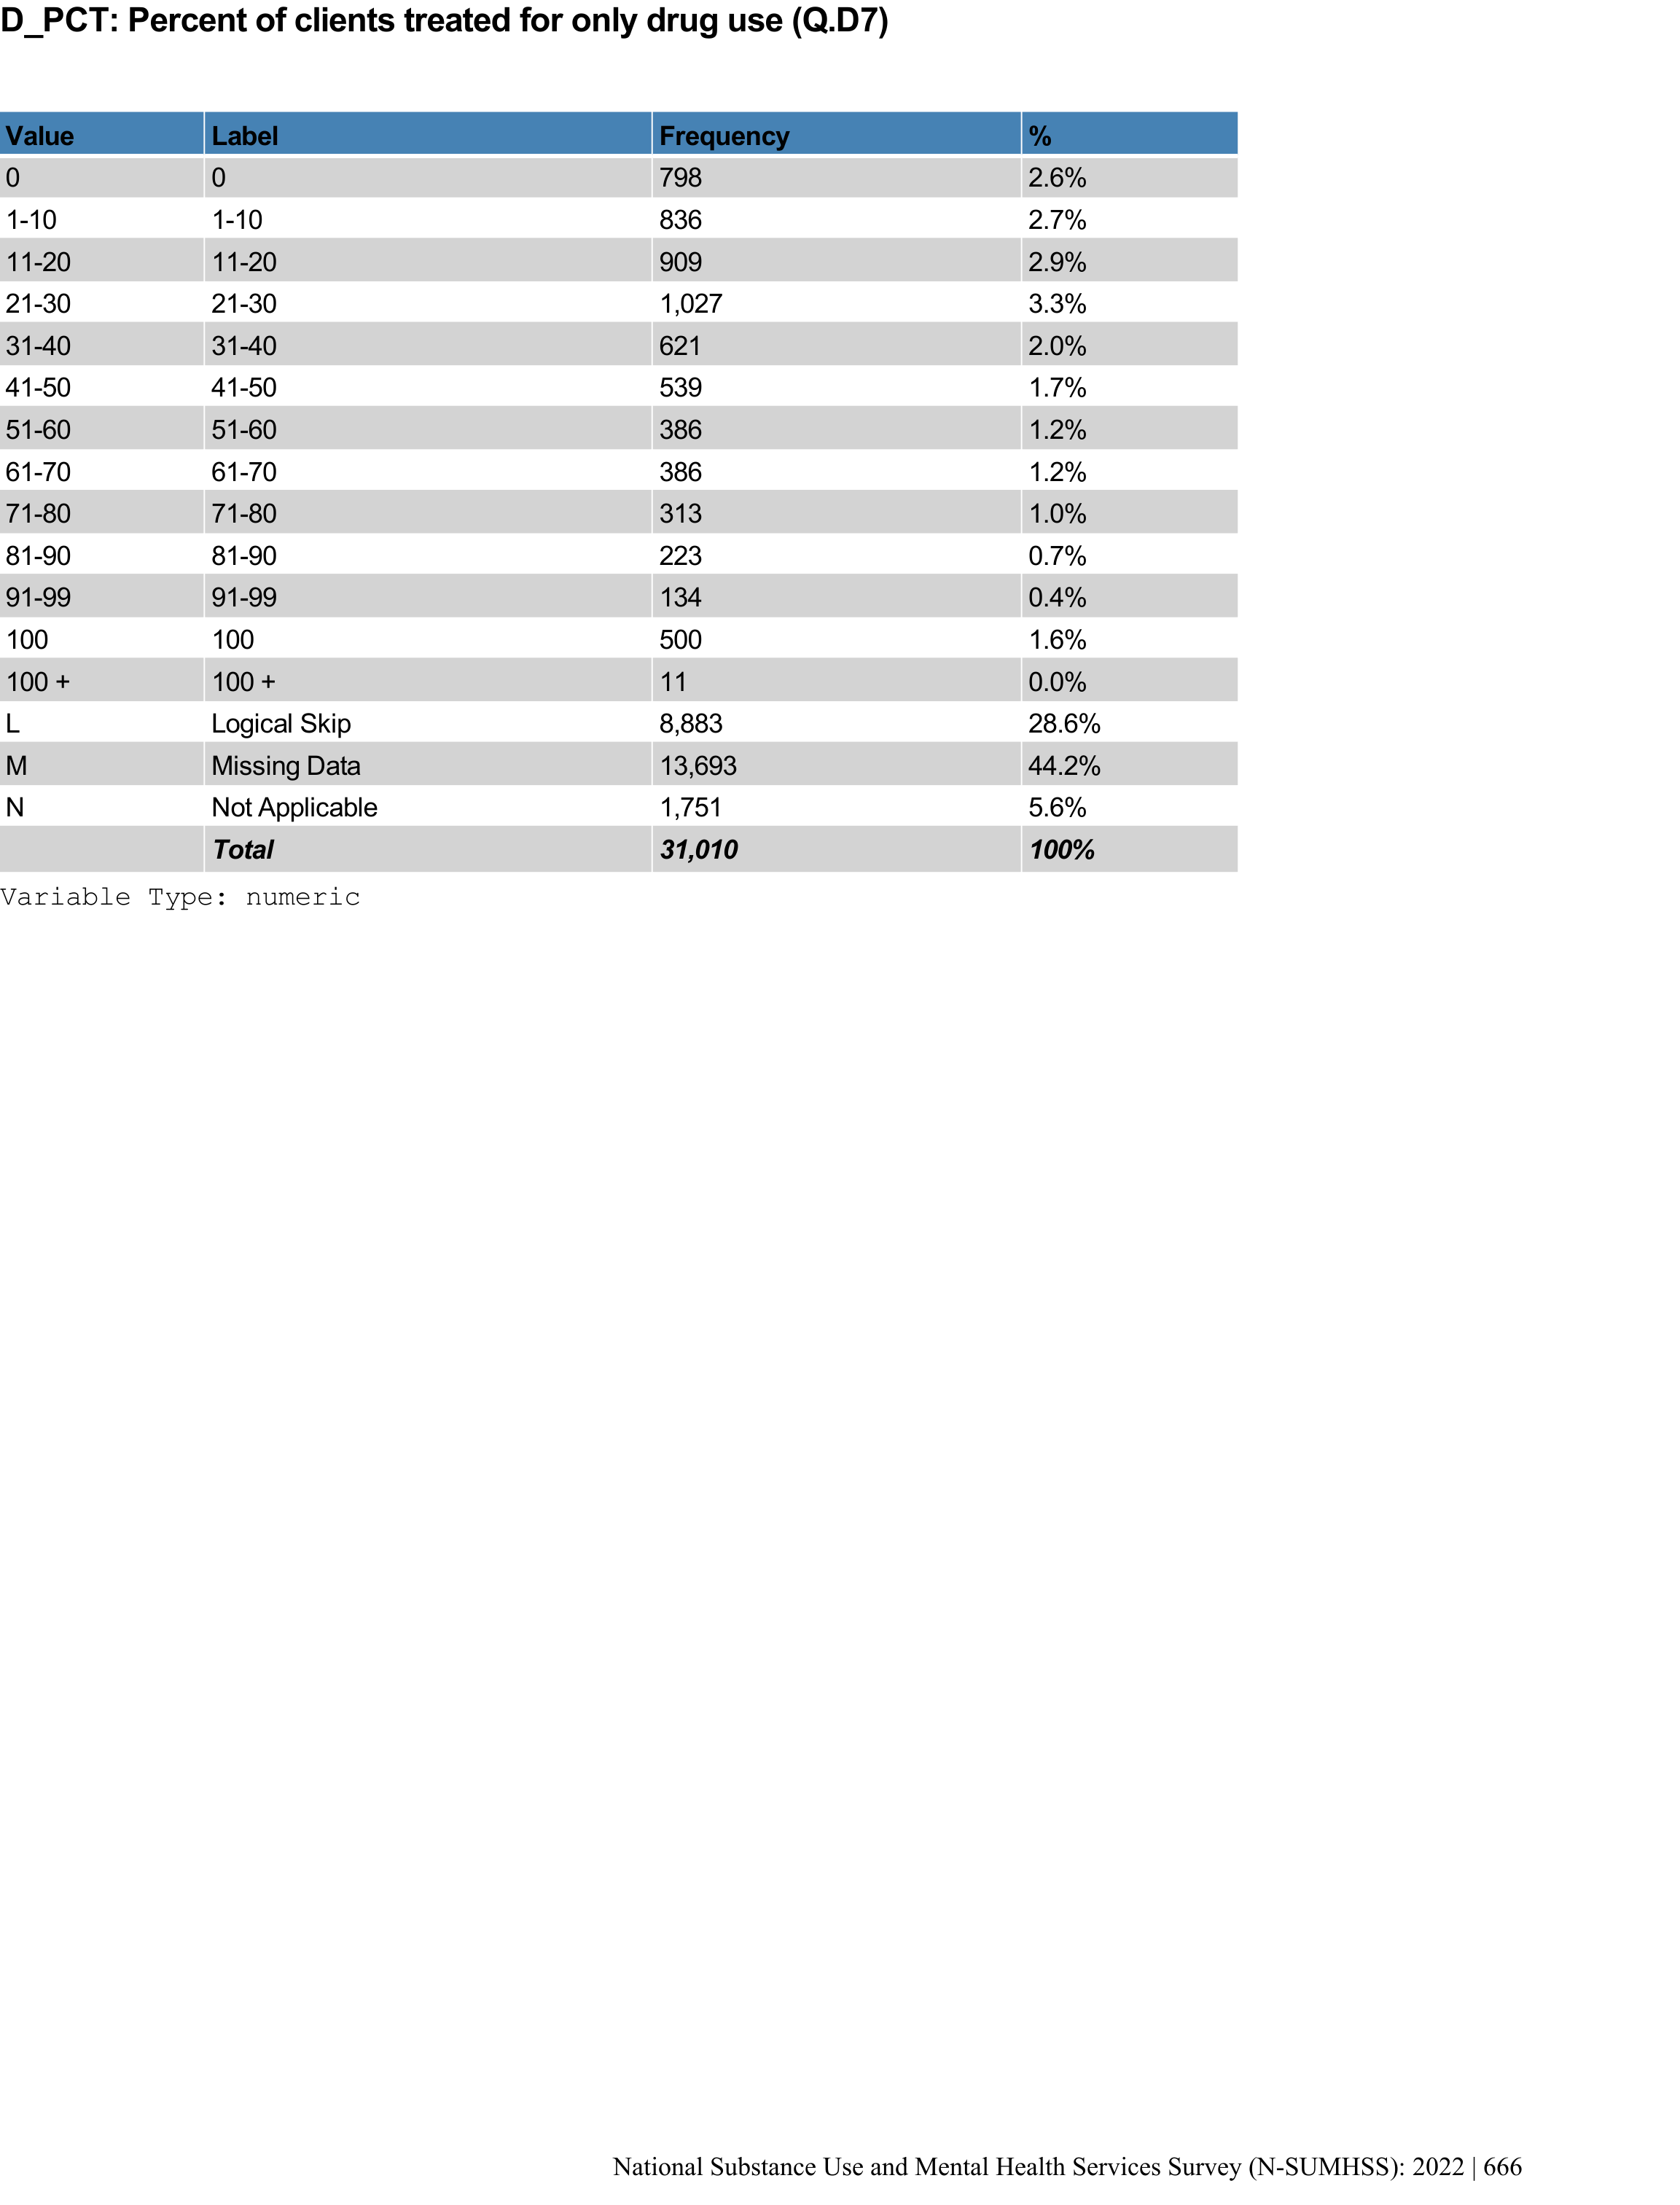 D_PCT: Percent of clients treated for only drug use (Q.D7)
Value Label Frequency %
0 0 798 2.6%
1-10 1-10 836 2.7%
11-20 11-20 909 2.9%
21-30 21-30 1,027 3.3%
31-40 31-40 621 2.0%
41-50 41-50 539 1.7%
51-60 51-60 386 1.2%
61-70 61-70 386 1.2%
71-80 71-80 313 1.0%
81-90 81-90 223 0.7%
91-99 91-99 134 0.4%
100 100 500 1.6%
100 + 100 + 11 0.0%
L Logical Skip 8,883 28.6%
M Missing Data 13,693 44.2%
N Not Applicable 1,751 5.6%
Total 31,010 100%
Variable Type: numeric
National Substance Use and Mental Health Services Survey (N-SUMHSS): 2022 | 666